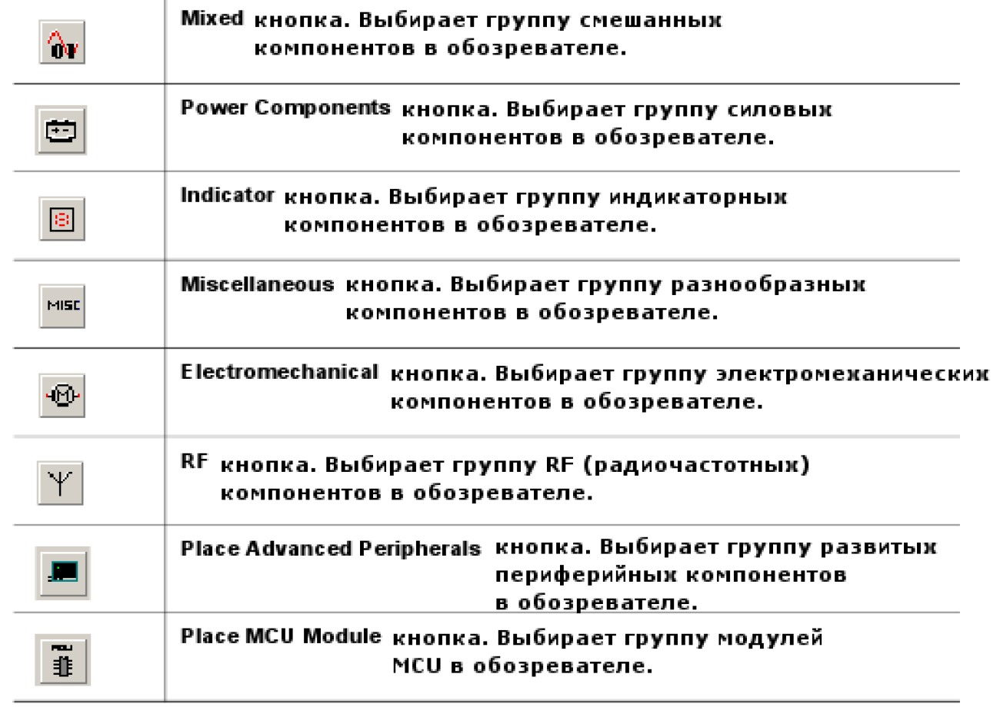 Mixed кнопка. Выбирает группу смешанных
компонентов в обозревателе.
Power Components кнопка. Выбирает группу силовых
компонентов в обозревателе.
Indicator кнопка. Выбирает группу индикаторных
компонентов в обозревателе.
MISC
Miscellaneous кнопка. Выбирает группу разнообразных
компонентов в обозревателе.
M
Electromechanical кнопка. Выбирает группу электромеханических
компонентов в обозревателе.
RF кнопка. Выбирает группу RF (радиочастотных)
компонентов в обозревателе.
Place Advanced Peripherals кнопка. Выбирает группу развитых
периферийных компонентов
в обозревателе.
Place MCU Module кнопка. Выбирает группу модулей
MCU в обозревателе.